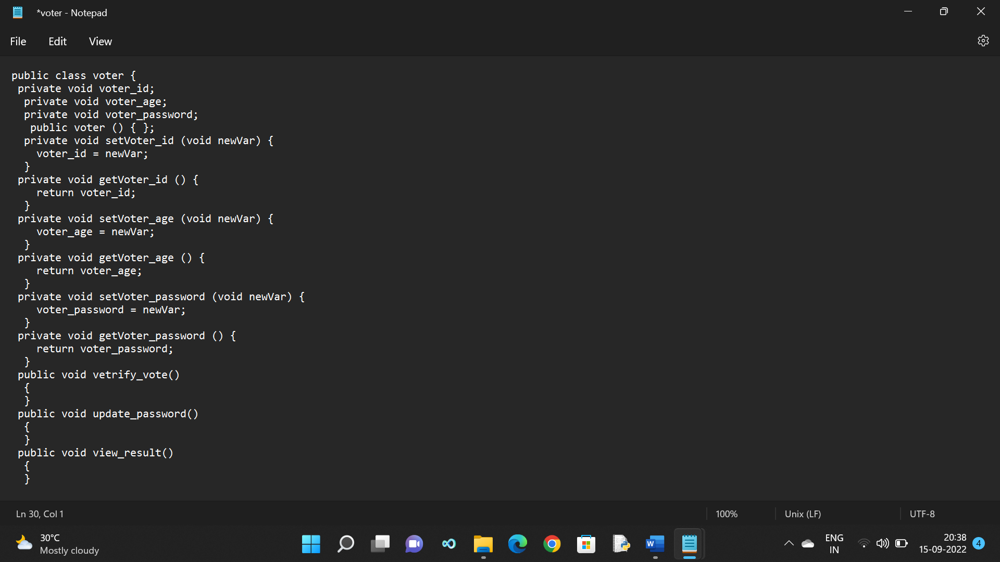 *voter - Notepad
File Edit View
public class voter {
private void voter_id;
private void voter_age;
private void voter_password;
public voter () { };
private void setVoter_id (void newVar) {
voter_id = newVar;
}
private void getVoter_id () {
return voter_id;
}
private void setVoter_age (void newVar) {
voter_age = newVar;
}
private void getVoter_age () {
return voter_age;
}
private void setVoter_password (void newVar) {
voter_password = newVar;
}
private void getVoter_password () {
return voter_password;
}
public void vetrify_vote()
{
}
public void update_password()
{
}
public void view_result()
{
}
Ln 30, Col 1 100% Unix (LF) UTF-8
30°C
Mostly cloudy
W
ENG
IN
20:38
15-09-2022
4